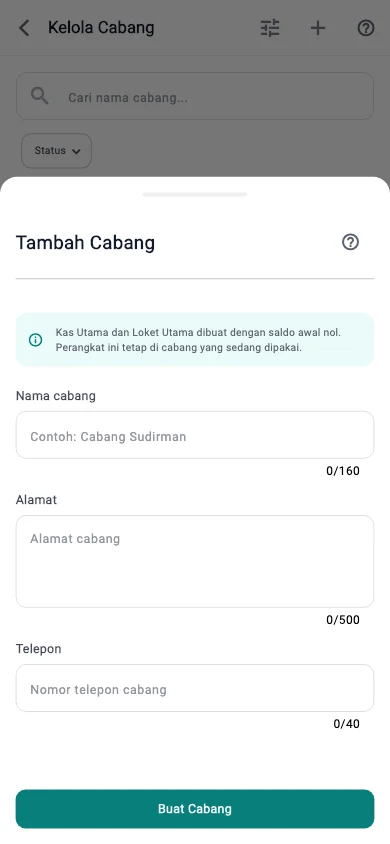 Kelola Cabang
Cari nama cabang...
Status
Tambah Cabang
Kas Utama dan Loket Utama dibuat dengan saldo awal nol.
Perangkat ini tetap di cabang yang sedang dipakai.
Nama cabang
Contoh: Cabang Sudirman
0/160
Alamat
Alamat cabang
0/500
Telepon
Nomor telepon cabang
0/40
Buat Cabang